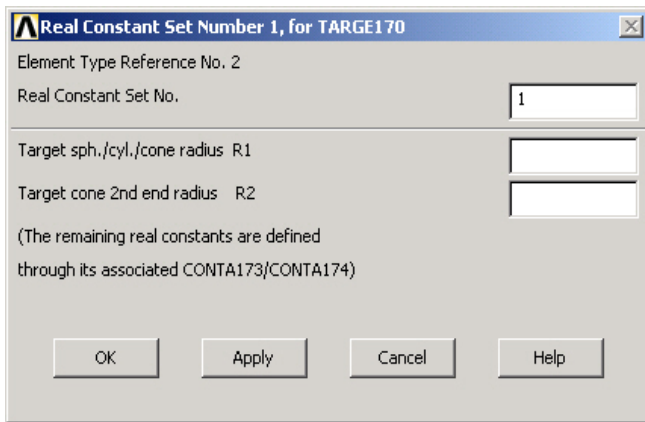 Real Constant Set Number 1, for TARGE170
Element Type Reference No. 2
Real Constant Set No. 1
Target sph./cyl./cone radius R1
Target cone 2nd end radius R2
(The remaining real constants are defined
through its associated CONTA173/CONTA174)
OK Apply Cancel Help